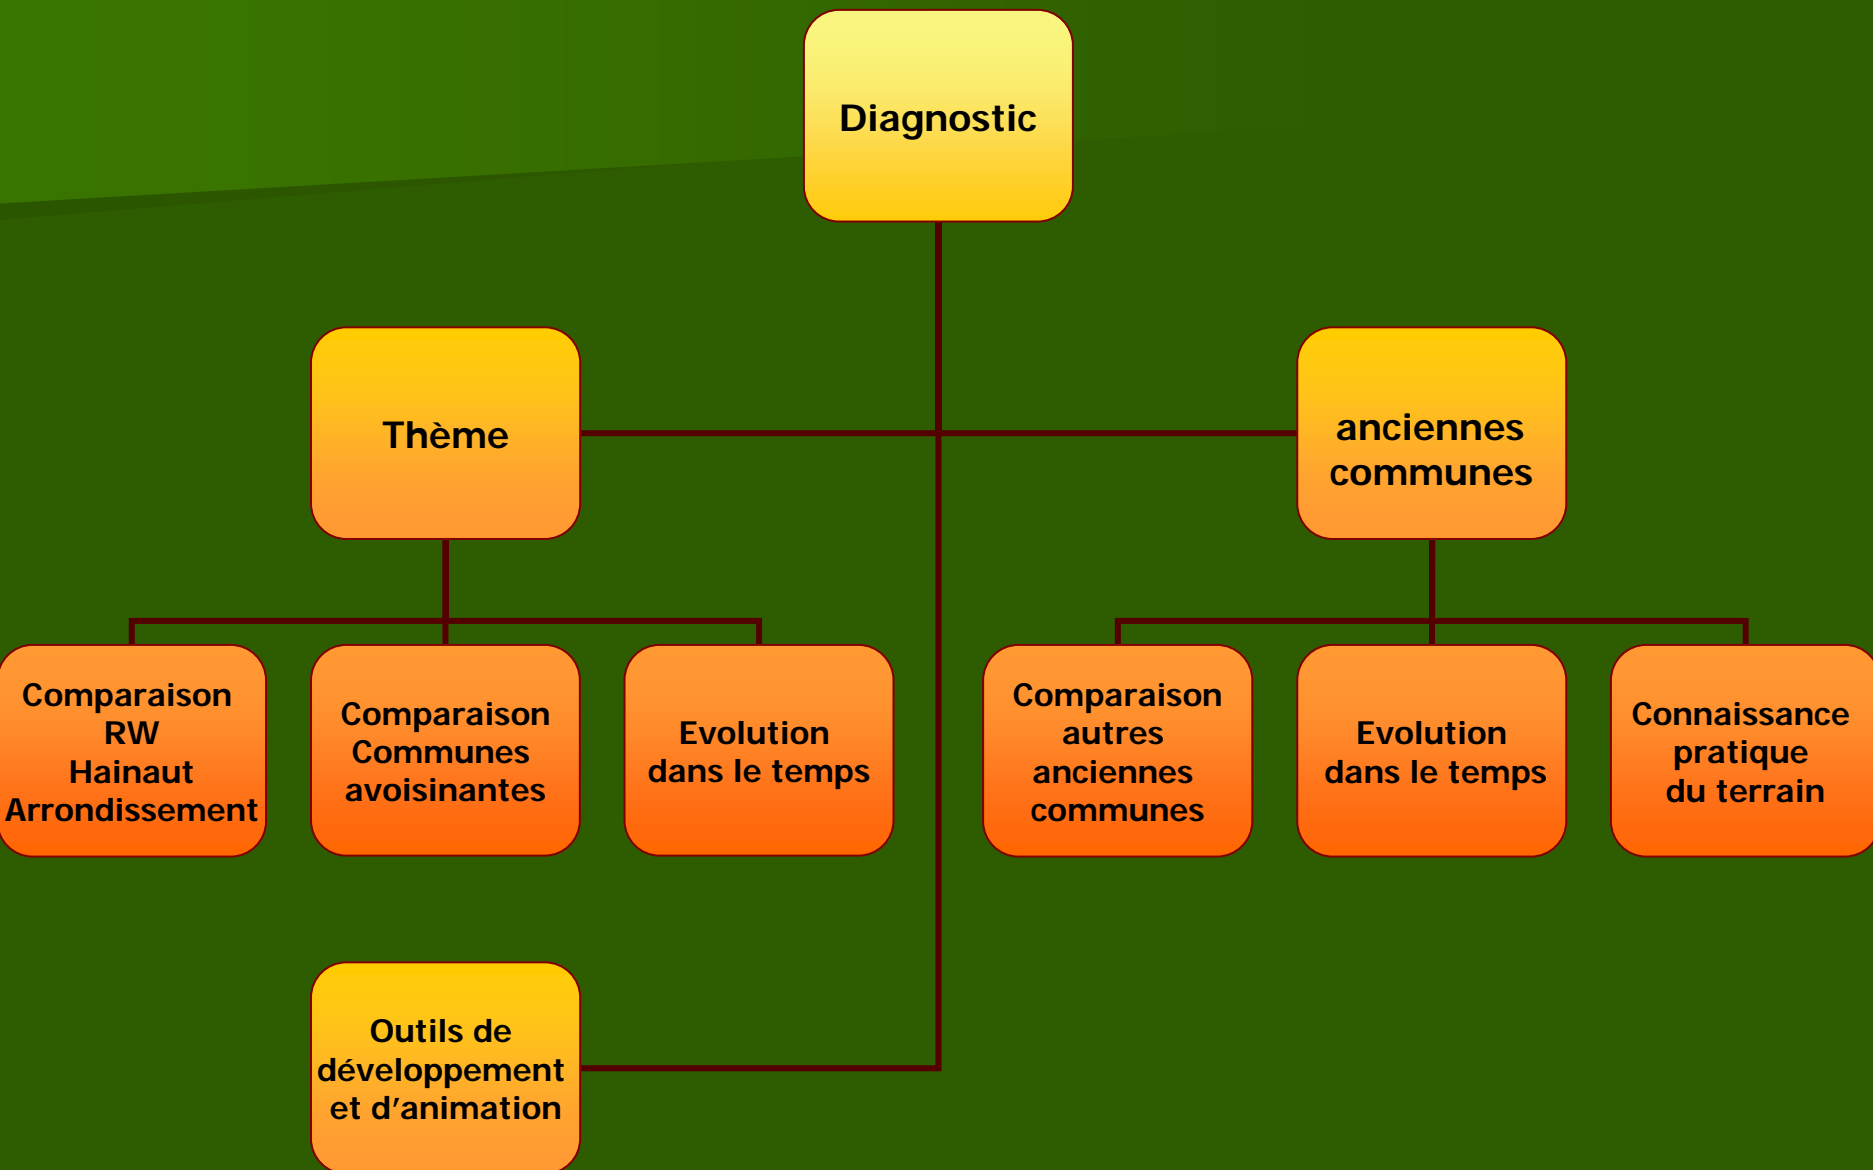 Diagnostic
Thème
anciennes
communes
Comparaison
RW
Hainaut
Arrondissement
Comparaison
Communes
avoisinantes
Evolution
dans le temps
Comparaison
autres
anciennes
communes
Evolution
dans le temps
Connaissance
pratique
du terrain
Outils de
développement
et d’animation